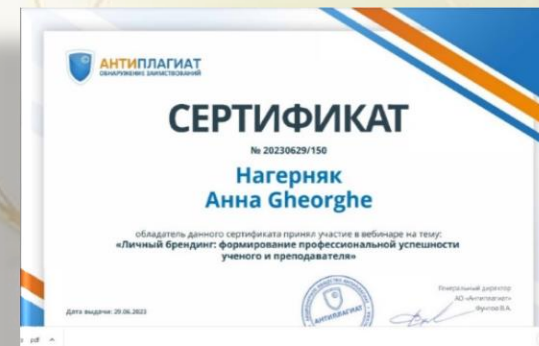 АНТИПЛАГИАТ
ОБНАРУЖЕНИЕ ЗАИМСТВОВАНИЙ
СЕРТИФИКАТ
№ 20230629/150
Нагерняк
Анна Gheorghe
обладатель данного сертификата принял участие в вебинаре на тему:
«Личный брендинг: формирование профессиональной успешности
ученого и преподавателя»
Генеральный директор
АО «Антиплагиат»
Дата выдачи: 29.06.2023
АНТИПЛАГИАТ
pdf